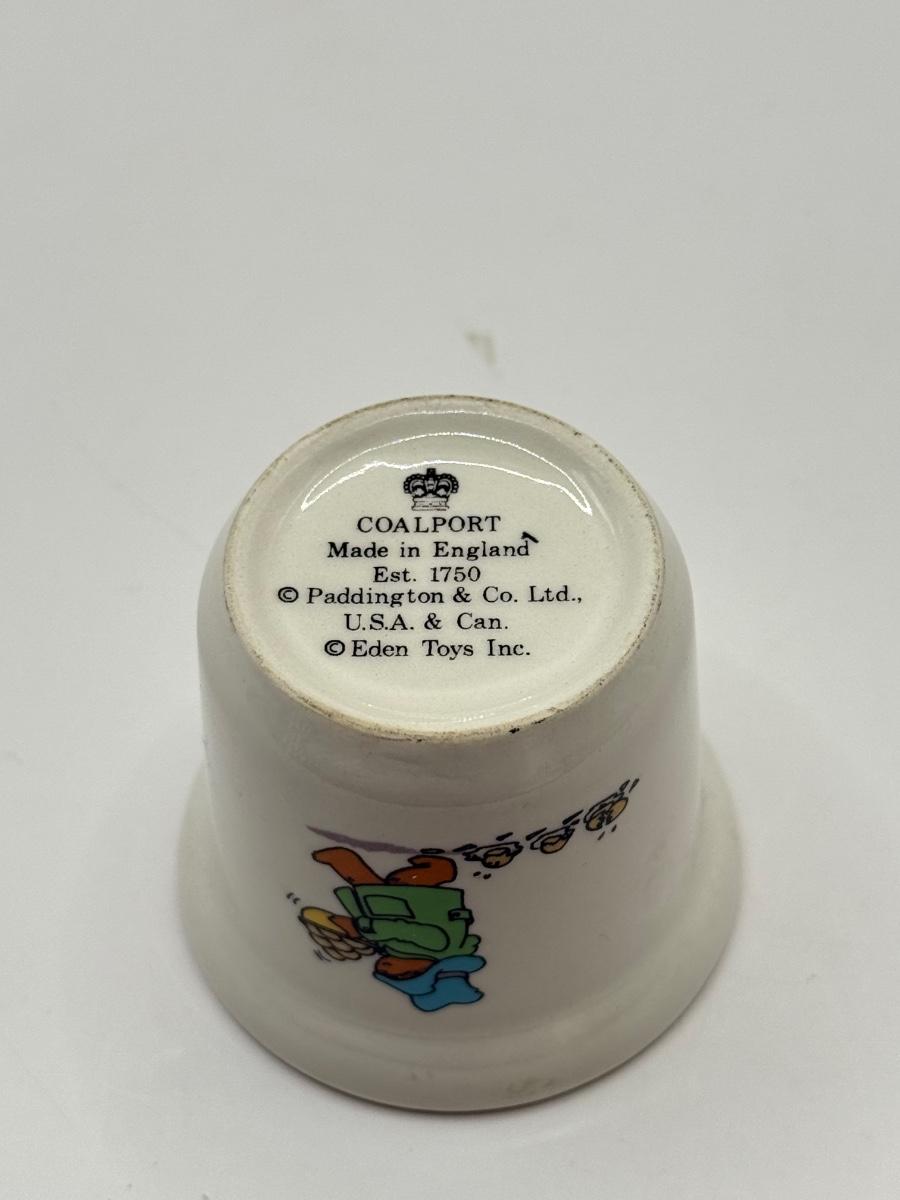 COALPORT
Made in England
Est. 1750
© Paddington & Co. Ltd.,
U.S.A. & Can.
© Eden Toys Inc.